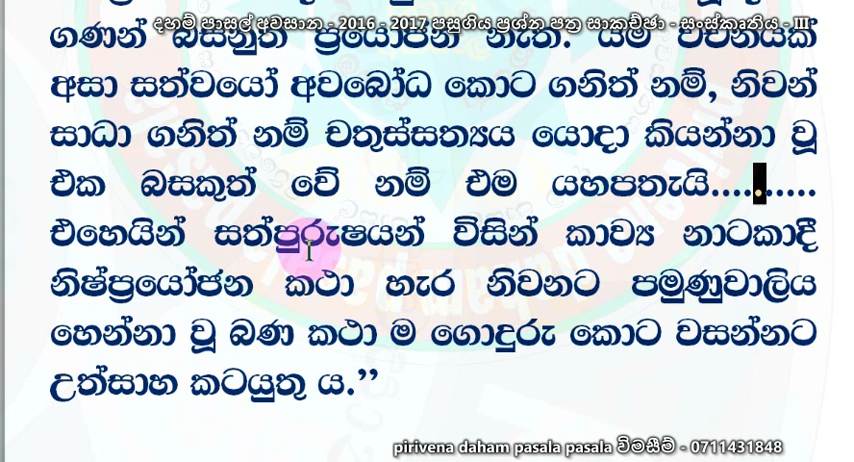 දහම් පාසල් අවසාන - 2016 - 2017 පසුගිය ප්‍රශ්න පත්‍ර සාකච්ඡා - සංස්කෘතිය - III
ගණන් බසනුත් ප්‍රයෝජන නැත. යම් වචනයක්
අසා සත්වයෝ අවබෝධ කොට ගනිත් නම්, නිවන්
සාධා ගනිත් නම් චතුස්සත්‍යය යොදා කියන්නා වූ
එක බසකුත් වේ නම් එම යහපතැයි..........
එහෙයින් සත්පුරුෂයන් විසින් කාව්‍ය නාටකාදී
නිෂ්ප්‍රයෝජන කථා හැර නිවනට පමුණුවාලිය
හෙන්නා වූ බණ කථා ම ගොදුරු කොට වසන්නට
උත්සාහ කටයුතු ය.’’
pirivena daham pasala pasala විමසීම් - 0711431848